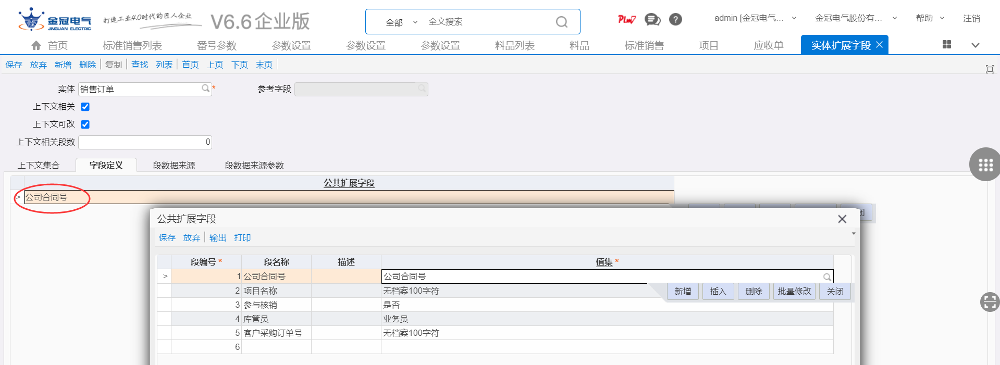 金冠电气
JINGUAN ELECTRIC
打造工业4.0时代的匠人企业
V6.6企业版
全部 全文搜索
Plm7
?
admin [金冠电气... 金冠电气股份有... 帮助 注销
首页 标准销售列表 番号参数 参数设置 参数设置 参数设置 料品列表 料品 标准销售 项目 应收单 实体扩展字段
保存 放弃 新增 删除 复制 查找 列表 首页 上页 下页 末页
实体 销售订单 * 参考字段
上下文相关
上下文可改
上下文相关段数 0
上下文集合 字段定义 段数据来源 段数据来源参数
公共扩展字段
> 公司合同号
公共扩展字段
保存 放弃 输出 打印
段编号 * 段名称 描述 值集 *
> 1 公司合同号 公司合同号
2 项目名称 无档案100字符
新增 插入 删除 批量修改 关闭
3 参与核销 是否
4 库管员 业务员
5 客户采购订单号 无档案100字符
6